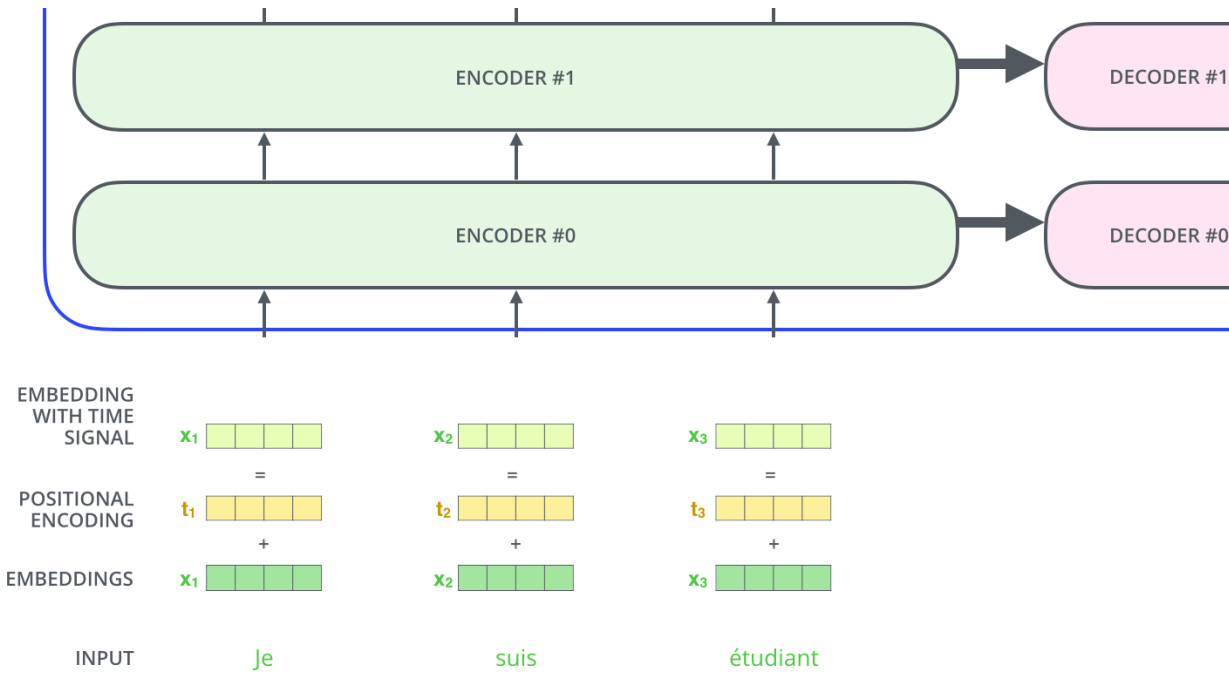 ENCODER #1
DECODER #1
ENCODER #0
DECODER #0
EMBEDDING
WITH TIME
SIGNAL
x₁ x₂ x₃
= = =
POSITIONAL
ENCODING
t₁ t₂ t₃
+ + +
EMBEDDINGS
x₁ x₂ x₃
INPUT
Je suis étudiant